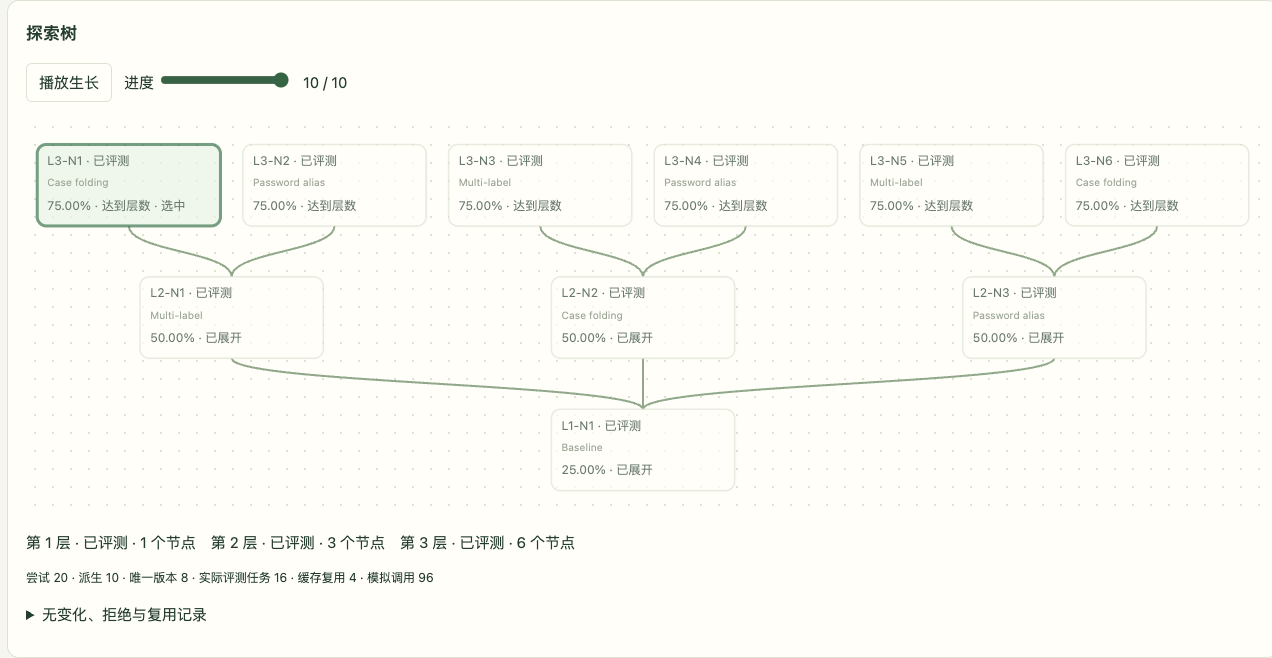 探索树
播放生长 进度 10 / 10
L3-N1 · 已评测
Case folding
75.00% · 达到层数 · 选中
L3-N2 · 已评测
Password alias
75.00% · 达到层数
L3-N3 · 已评测
Multi-label
75.00% · 达到层数
L3-N4 · 已评测
Password alias
75.00% · 达到层数
L3-N5 · 已评测
Multi-label
75.00% · 达到层数
L3-N6 · 已评测
Case folding
75.00% · 达到层数
L2-N1 · 已评测
Multi-label
50.00% · 已展开
L2-N2 · 已评测
Case folding
50.00% · 已展开
L2-N3 · 已评测
Password alias
50.00% · 已展开
L1-N1 · 已评测
Baseline
25.00% · 已展开
第 1 层 · 已评测 · 1 个节点 第 2 层 · 已评测 · 3 个节点 第 3 层 · 已评测 · 6 个节点
尝试 20 · 派生 10 · 唯一版本 8 · 实际评测任务 16 · 缓存复用 4 · 模拟调用 96
▶ 无变化、拒绝与复用记录